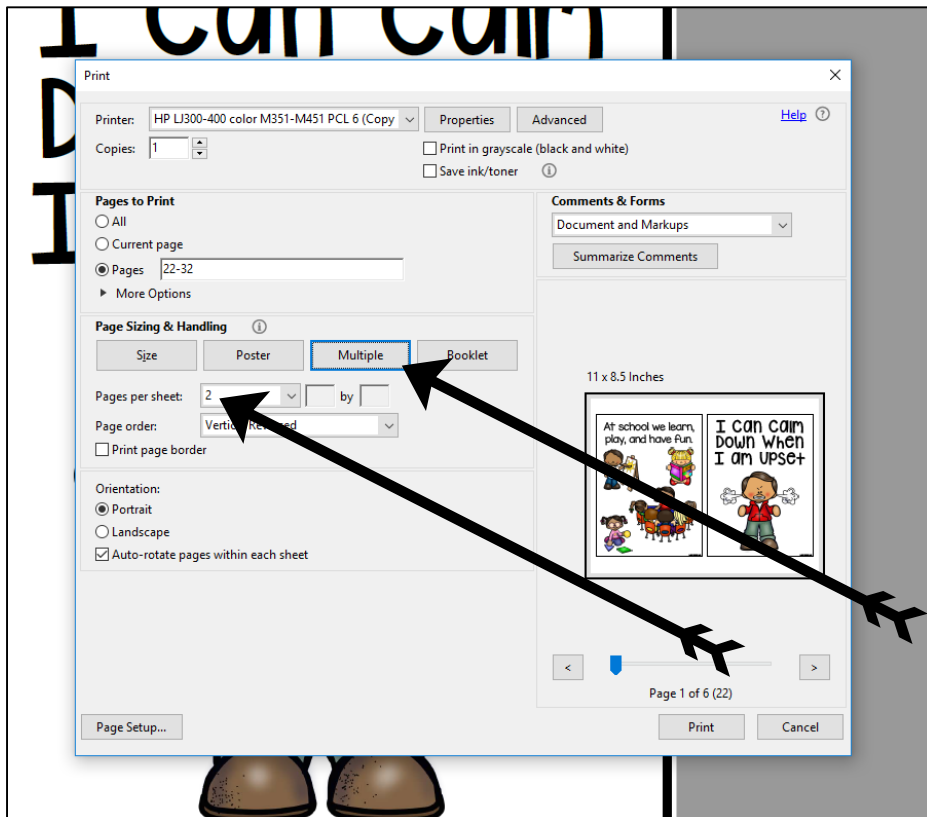 I Can Calm
D
I
Print
Printer: HP LJ300-400 color M351-M451 PCL 6 (Copy Properties Advanced Help
Copies: 1 Print in grayscale (black and white)
Save ink/toner
Pages to Print
All
Current page
Pages 22-32
More Options
Comments & Forms
Document and Markups
Summarize Comments
Page Sizing & Handling
Size Poster Multiple Booklet
Pages per sheet: 2 by
Page order: Reversed
Print page border
Orientation:
Portrait
Landscape
Auto-rotate pages within each sheet
11 x 8.5 Inches
At school we learn,
play, and have fun.
I can calm
Down when
I am upset
< >
Page 1 of 6 (22)
Page Setup... Print Cancel